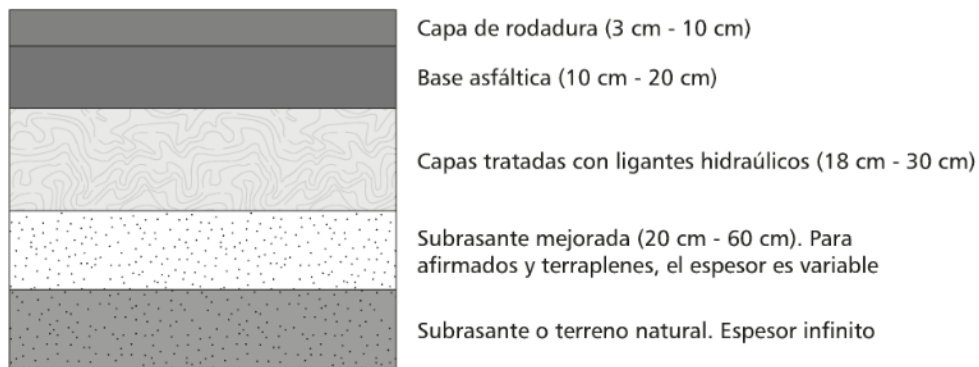 Capa de rodadura (3 cm - 10 cm)
Base asfáltica (10 cm - 20 cm)
Capas tratadas con ligantes hidraúlicos (18 cm - 30 cm)
Subrasante mejorada (20 cm - 60 cm). Para
afirmados y terraplenes, el espesor es variable
Subrasante o terreno natural. Espesor infinito